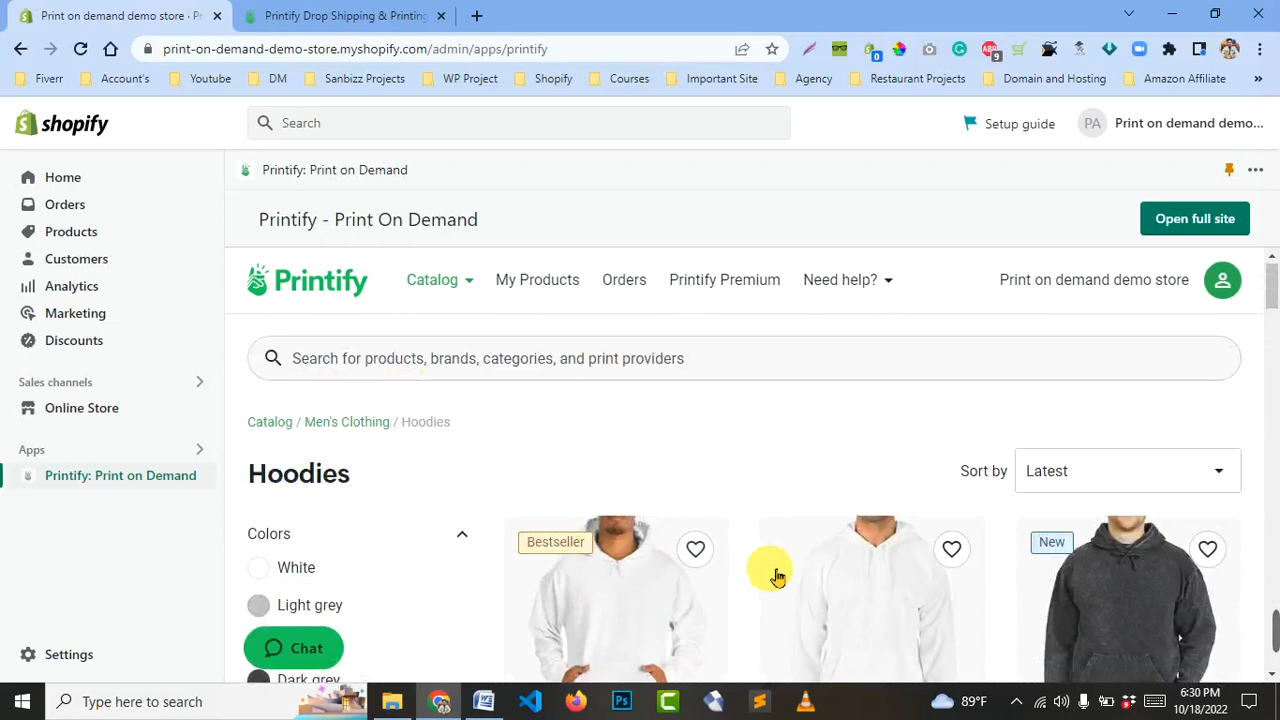 Print on demand demo store - Pr
Printify Drop Shipping & Printing
print-on-demand-demo-store.myshopify.com/admin/apps/printify
0
ABP
9
Fiverr
Account's
Youtube
DM
Sanbizz Projects
WP Project
Shopify
Courses
Important Site
Agency
Restaurant Projects
Domain and Hosting
Amazon Affiliate
»
shopify
Search
Setup guide
PA
Print on demand demo...
Home
Orders
Products
Customers
Analytics
Marketing
Discounts
Sales channels
Online Store
Apps
Printify: Print on Demand
Settings
Printify: Print on Demand
Printify - Print On Demand
Open full site
Printify
Catalog
My Products
Orders
Printify Premium
Need help?
Print on demand demo store
Search for products, brands, categories, and print providers
Catalog / Men's Clothing / Hoodies
Hoodies
Sort by
Latest
Colors
White
Light grey
Dark grey
Chat
Bestseller
New
Type here to search
Ps
89°F
6:30 PM
10/18/2022